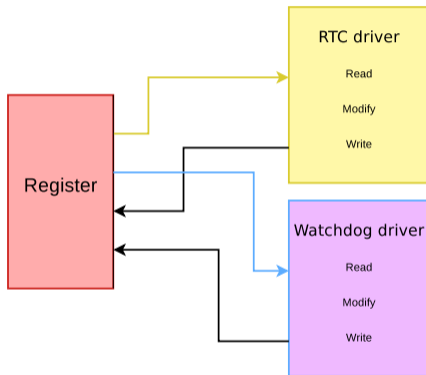 Register
RTC driver
Read
Modify
Write
Watchdog driver
Read
Modify
Write